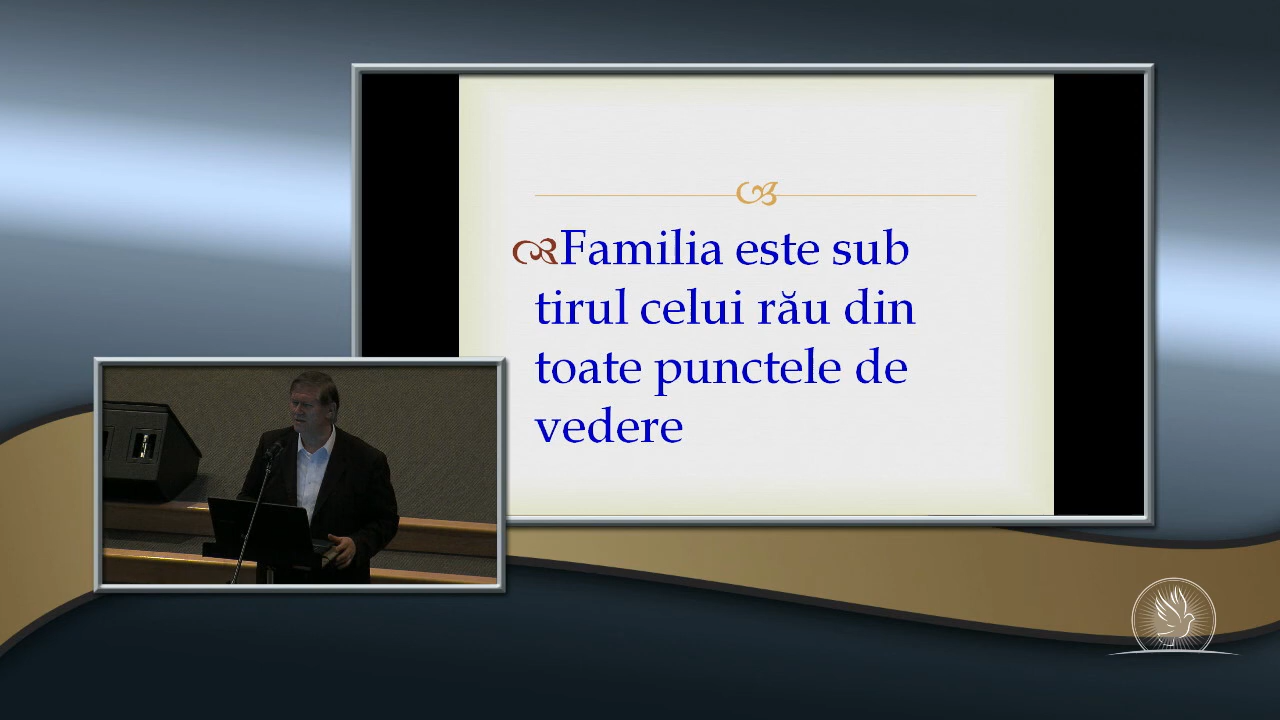 Familia este sub
tirul celui rău din
toate punctele de
vedere